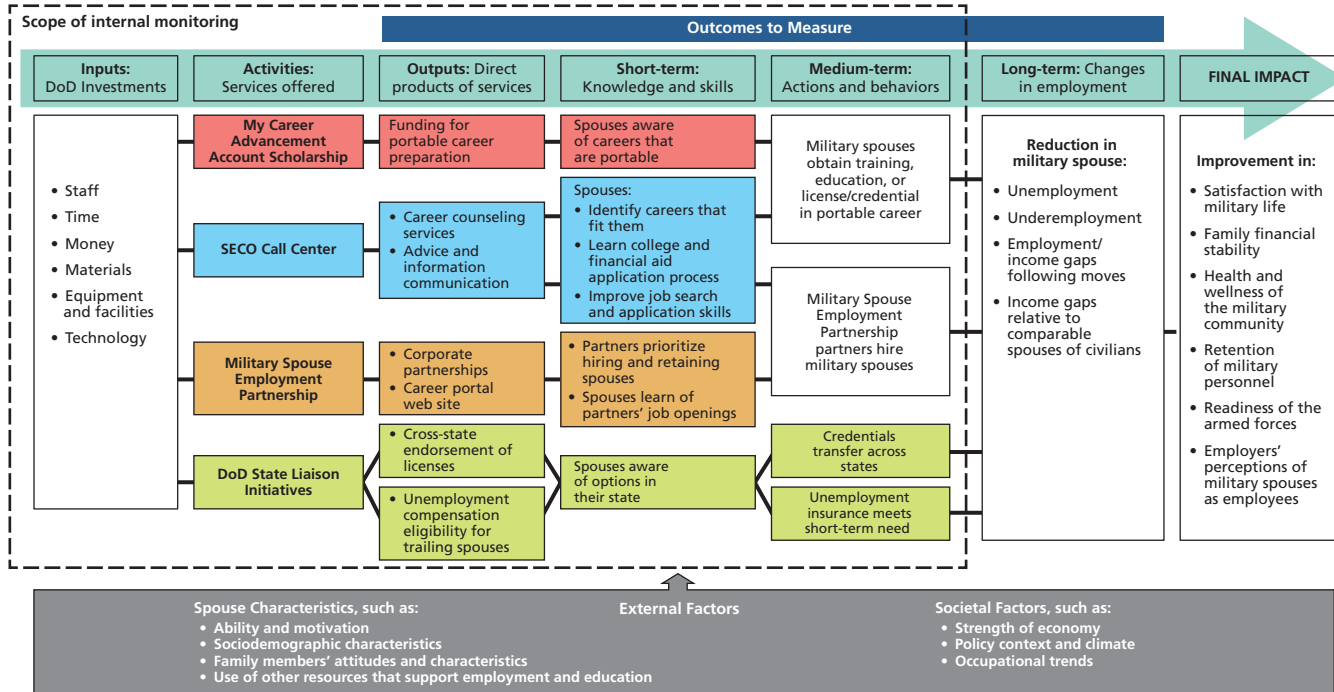 Scope of internal monitoring
Outcomes to Measure
Inputs:
DoD Investments
Activities:
Services offered
Outputs: Direct
products of services
Short-term:
Knowledge and skills
Medium-term:
Actions and behaviors
Long-term: Changes
in employment
FINAL IMPACT
• Staff
• Time
• Money
• Materials
• Equipment
and facilities
• Technology
My Career
Advancement
Account Scholarship
Funding for
portable career
preparation
Spouses aware
of careers that
are portable
Military spouses
obtain training,
education, or
license/credential
in portable career
SECO Call Center
• Career counseling
services
• Advice and
information
communication
Spouses:
• Identify careers that
fit them
• Learn college and
financial aid
application process
• Improve job search
and application skills
Military Spouse
Employment
Partnership
partners hire
military spouses
Military Spouse
Employment
Partnership
• Corporate
partnerships
• Career portal
web site
• Partners prioritize
hiring and retaining
spouses
• Spouses learn of
partners’ job openings
DoD State Liaison
Initiatives
• Cross-state
endorsement of
licenses
• Unemployment
compensation
eligibility for
trailing spouses
Spouses aware
of options in
their state
Credentials
transfer across
states
Unemployment
insurance meets
short-term need
Reduction in
military spouse:
• Unemployment
• Underemployment
• Employment/
income gaps
following moves
• Income gaps
relative to
comparable
spouses of civilians
Improvement in:
• Satisfaction with
military life
• Family financial
stability
• Health and
wellness of
the military
community
• Retention
of military
personnel
• Readiness of the
armed forces
• Employers’
perceptions of
military spouses
as employees
External Factors
Spouse Characteristics, such as:
• Ability and motivation
• Sociodemographic characteristics
• Family members’ attitudes and characteristics
• Use of other resources that support employment and education
Societal Factors, such as:
• Strength of economy
• Policy context and climate
• Occupational trends